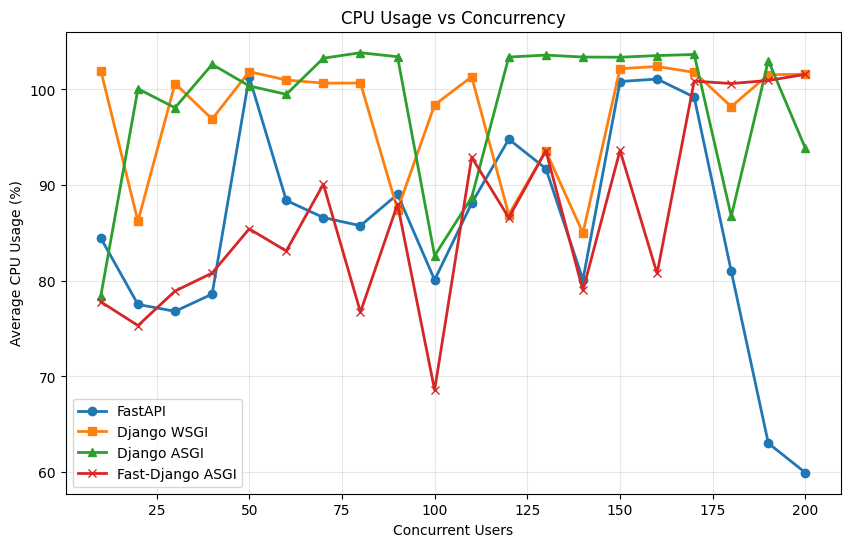 CPU Usage vs Concurrency
Average CPU Usage (%)
100
90
80
70
60
FastAPI
Django WSGI
Django ASGI
Fast-Django ASGI
25
50
75
100
125
150
175
200
Concurrent Users